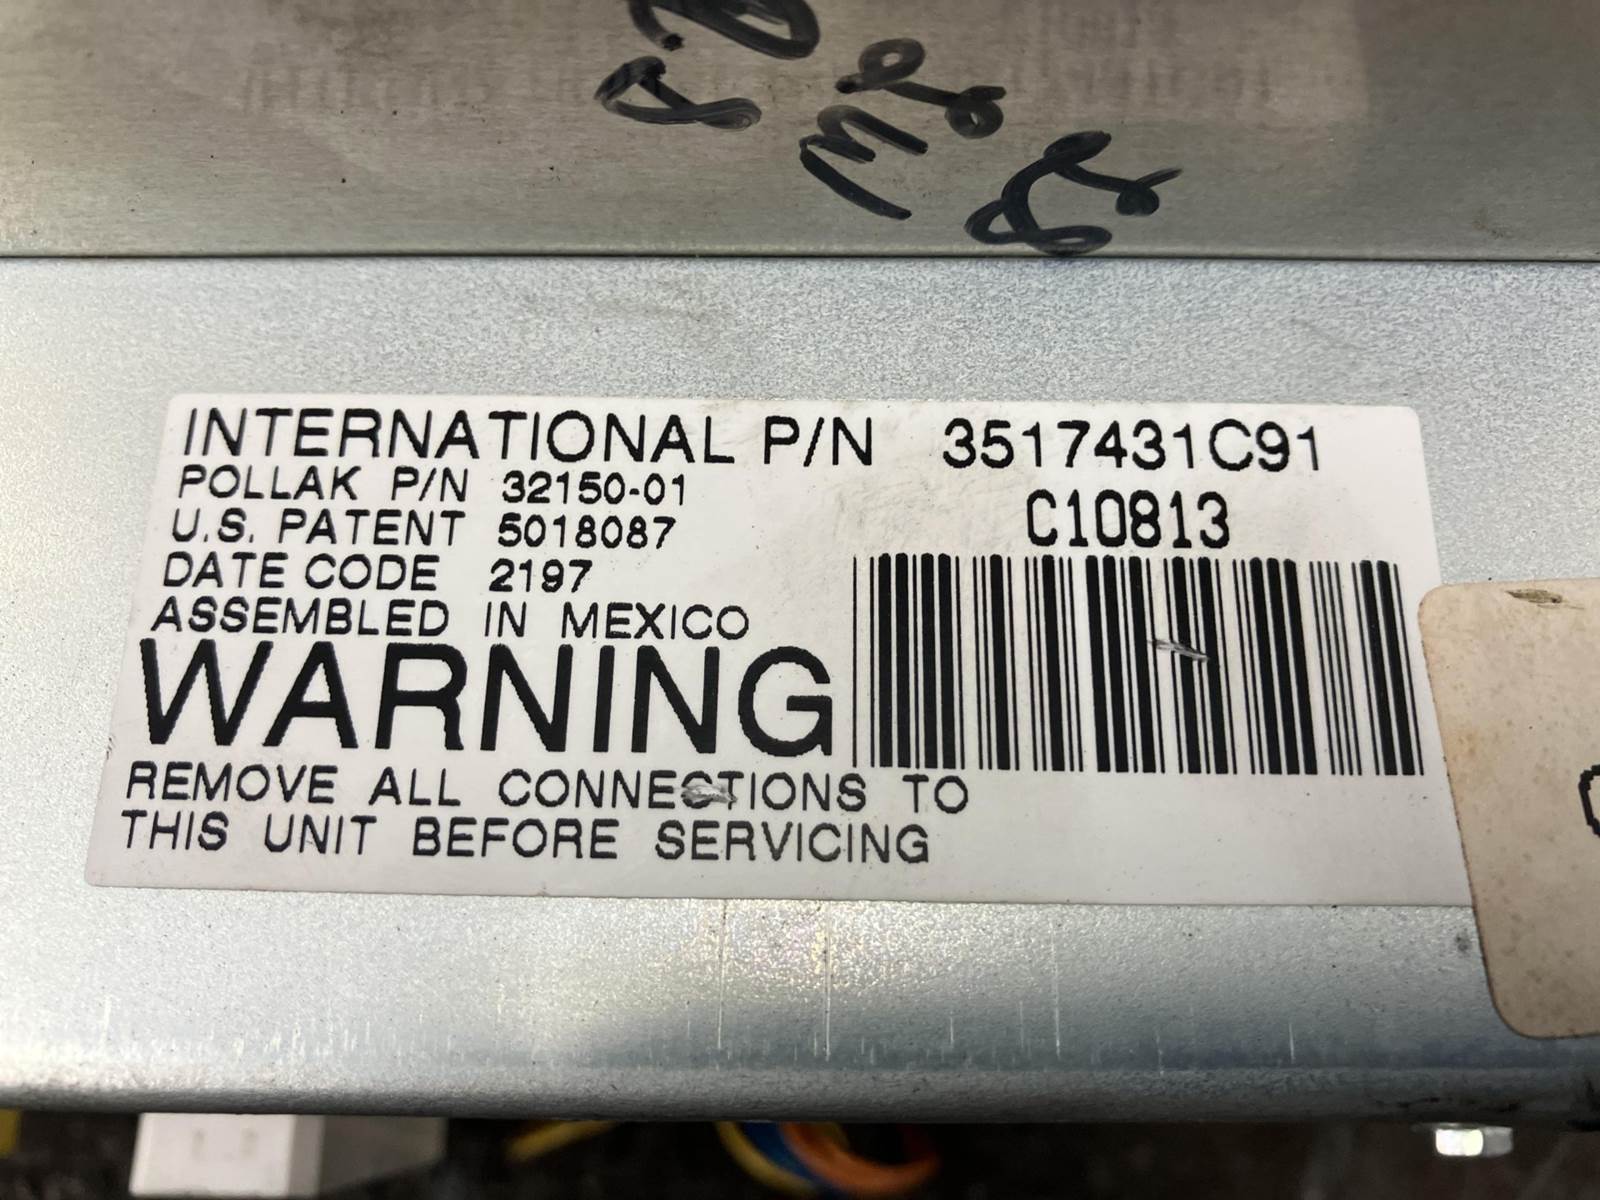 INTERNATIONAL P/N 3517431C91
POLLAK P/N 32150-01
C10813
U.S. PATENT 5018087
DATE CODE 2197
ASSEMBLED IN MEXICO
WARNING
REMOVE ALL CONNECTIONS TO
THIS UNIT BEFORE SERVICING